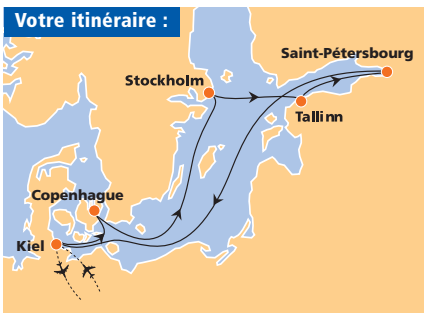 Votre itinéraire :
Saint-Pétersbourg
Stockholm
Tallinn
Copenhague
Kiel